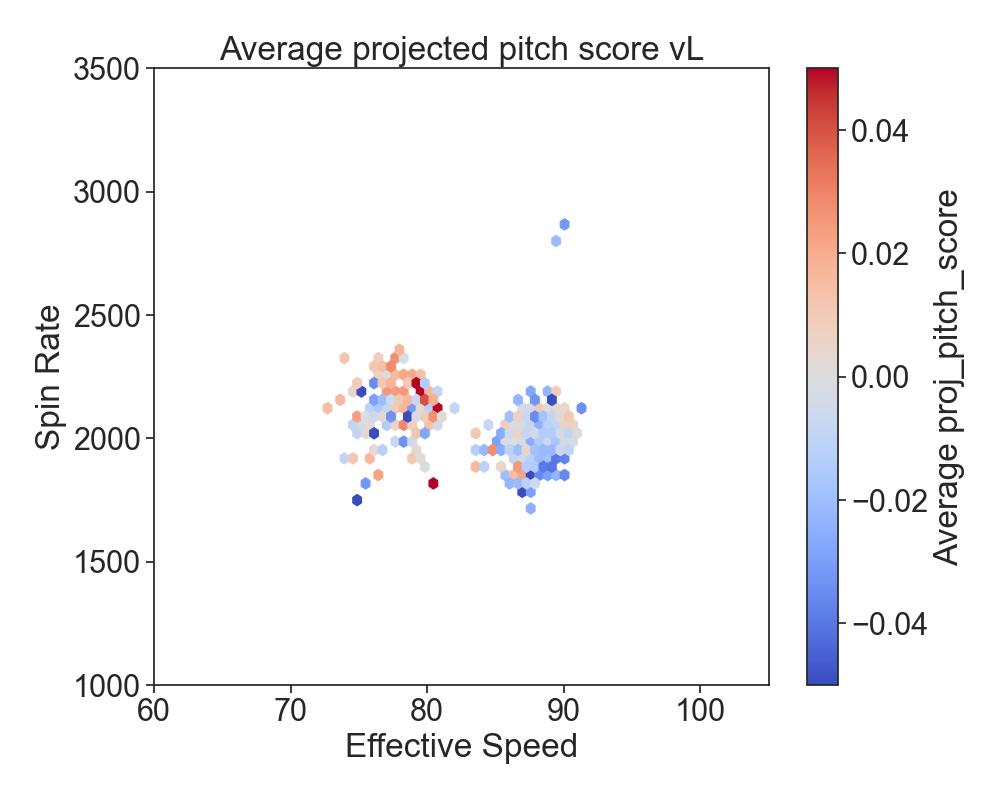 Average projected pitch score vL
3500
3000
2500
2000
1500
1000
Spin Rate
60 70 80 90 100
Effective Speed
0.04
0.02
0.00
−0.02
−0.04
Average proj_pitch_score